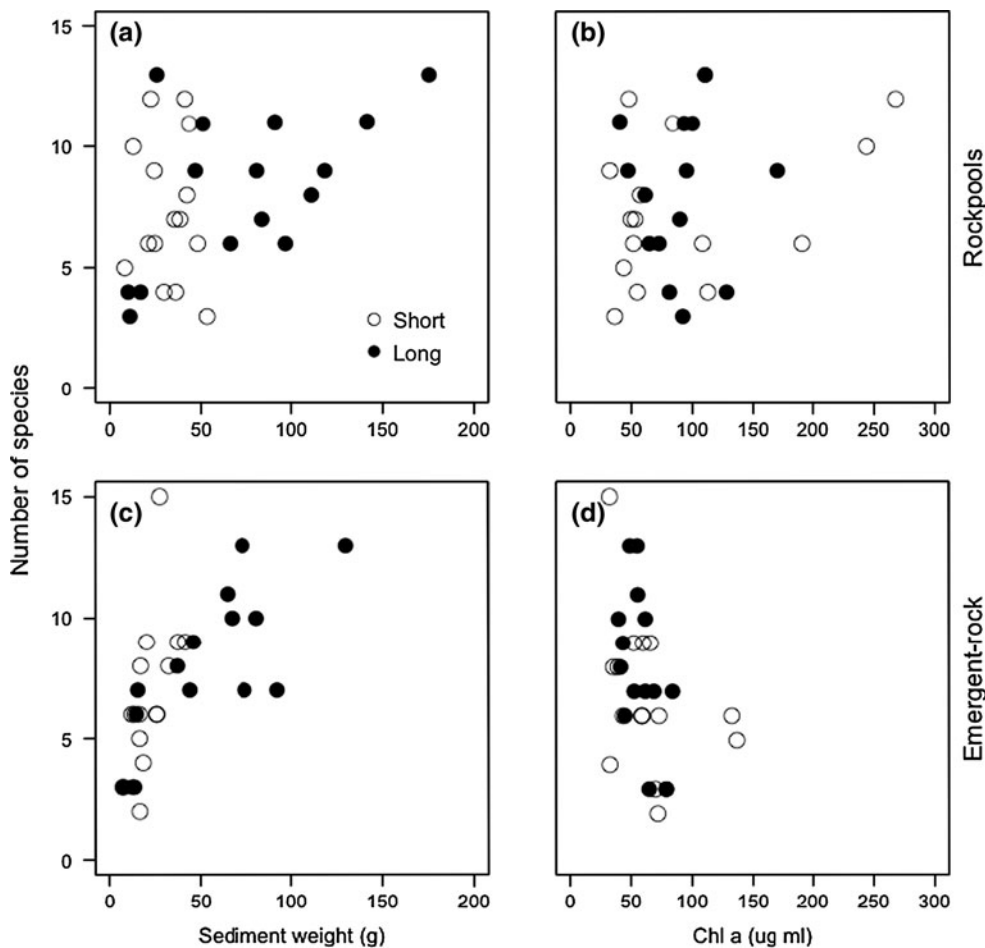 (a)
(b)
15
10
5
0
Short
Long
0 50 100 150 200
0 50 100 150 200 250 300
Rockpools
Number of species
(c)
(d)
15
10
5
0
0 50 100 150 200
0 50 100 150 200 250 300
Emergent-rock
Sediment weight (g)
Chl a (ug ml)